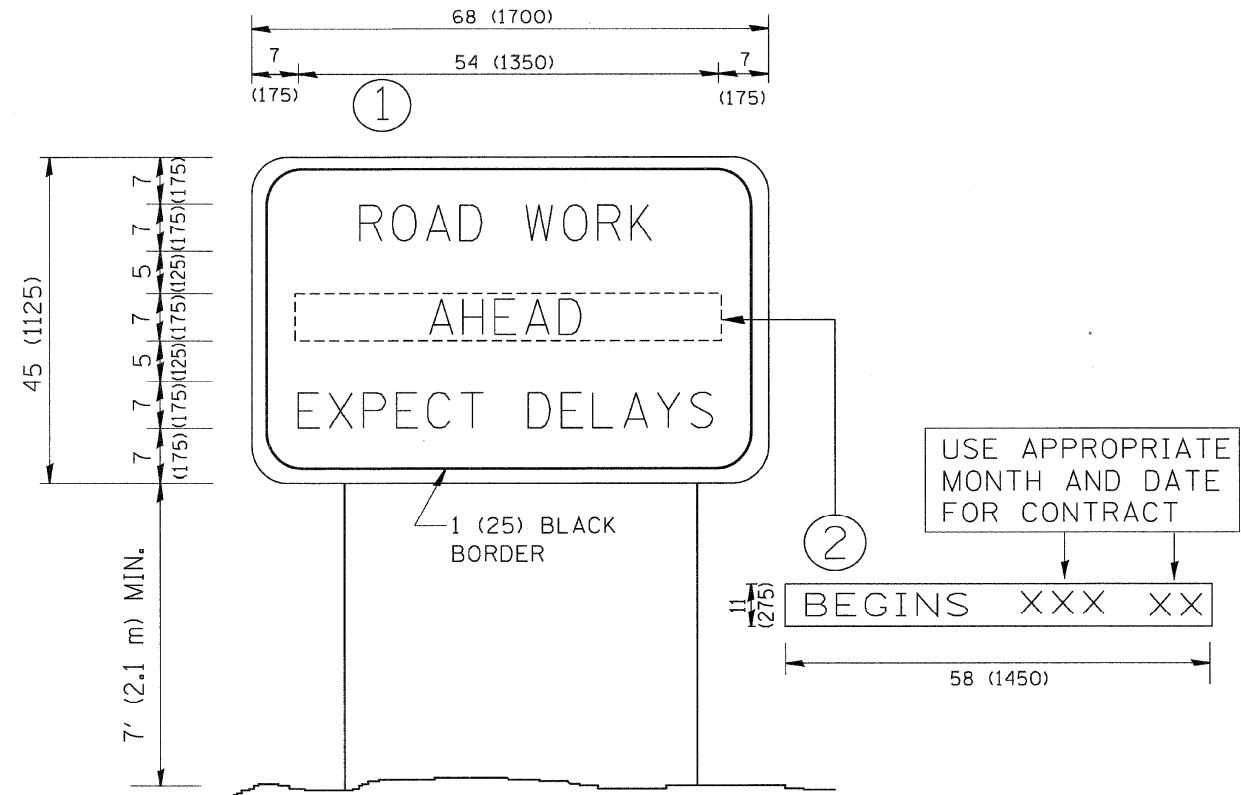 68 (1700)
7
54 (1350)
7
(175)
(175)
1
45 (1125)
7
(175)
7
(175)
5
(125)
7
(175)
5
(125)
7
(175)
7
(175)
ROAD WORK
AHEAD
EXPECT DELAYS
1 (25) BLACK
BORDER
7' (2.1 m) MIN.
2
USE APPROPRIATE
MONTH AND DATE
FOR CONTRACT
11
(275)
BEGINS XXX XX
58 (1450)